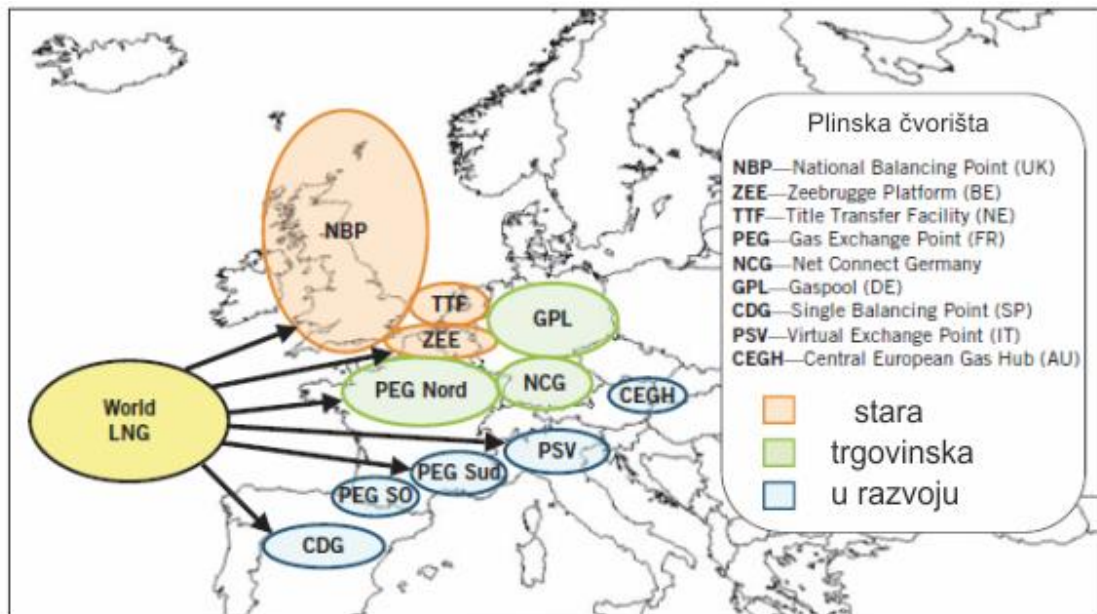 NBP
TTF
GPL
ZEE
PEG Nord
NCG
CEGH
World
LNG
PSV
PEG Sud
PEG SO
CDG
Plinska čvorišta
NBP—National Balancing Point (UK)
ZEE—Zeebrugge Platform (BE)
TTF—Title Transfer Facility (NE)
PEG—Gas Exchange Point (FR)
NCG—Net Connect Germany
GPL—Gaspool (DE)
CDG—Single Balancing Point (SP)
PSV—Virtual Exchange Point (IT)
CEGH—Central European Gas Hub (AU)
stara
trgovinska
u razvoju